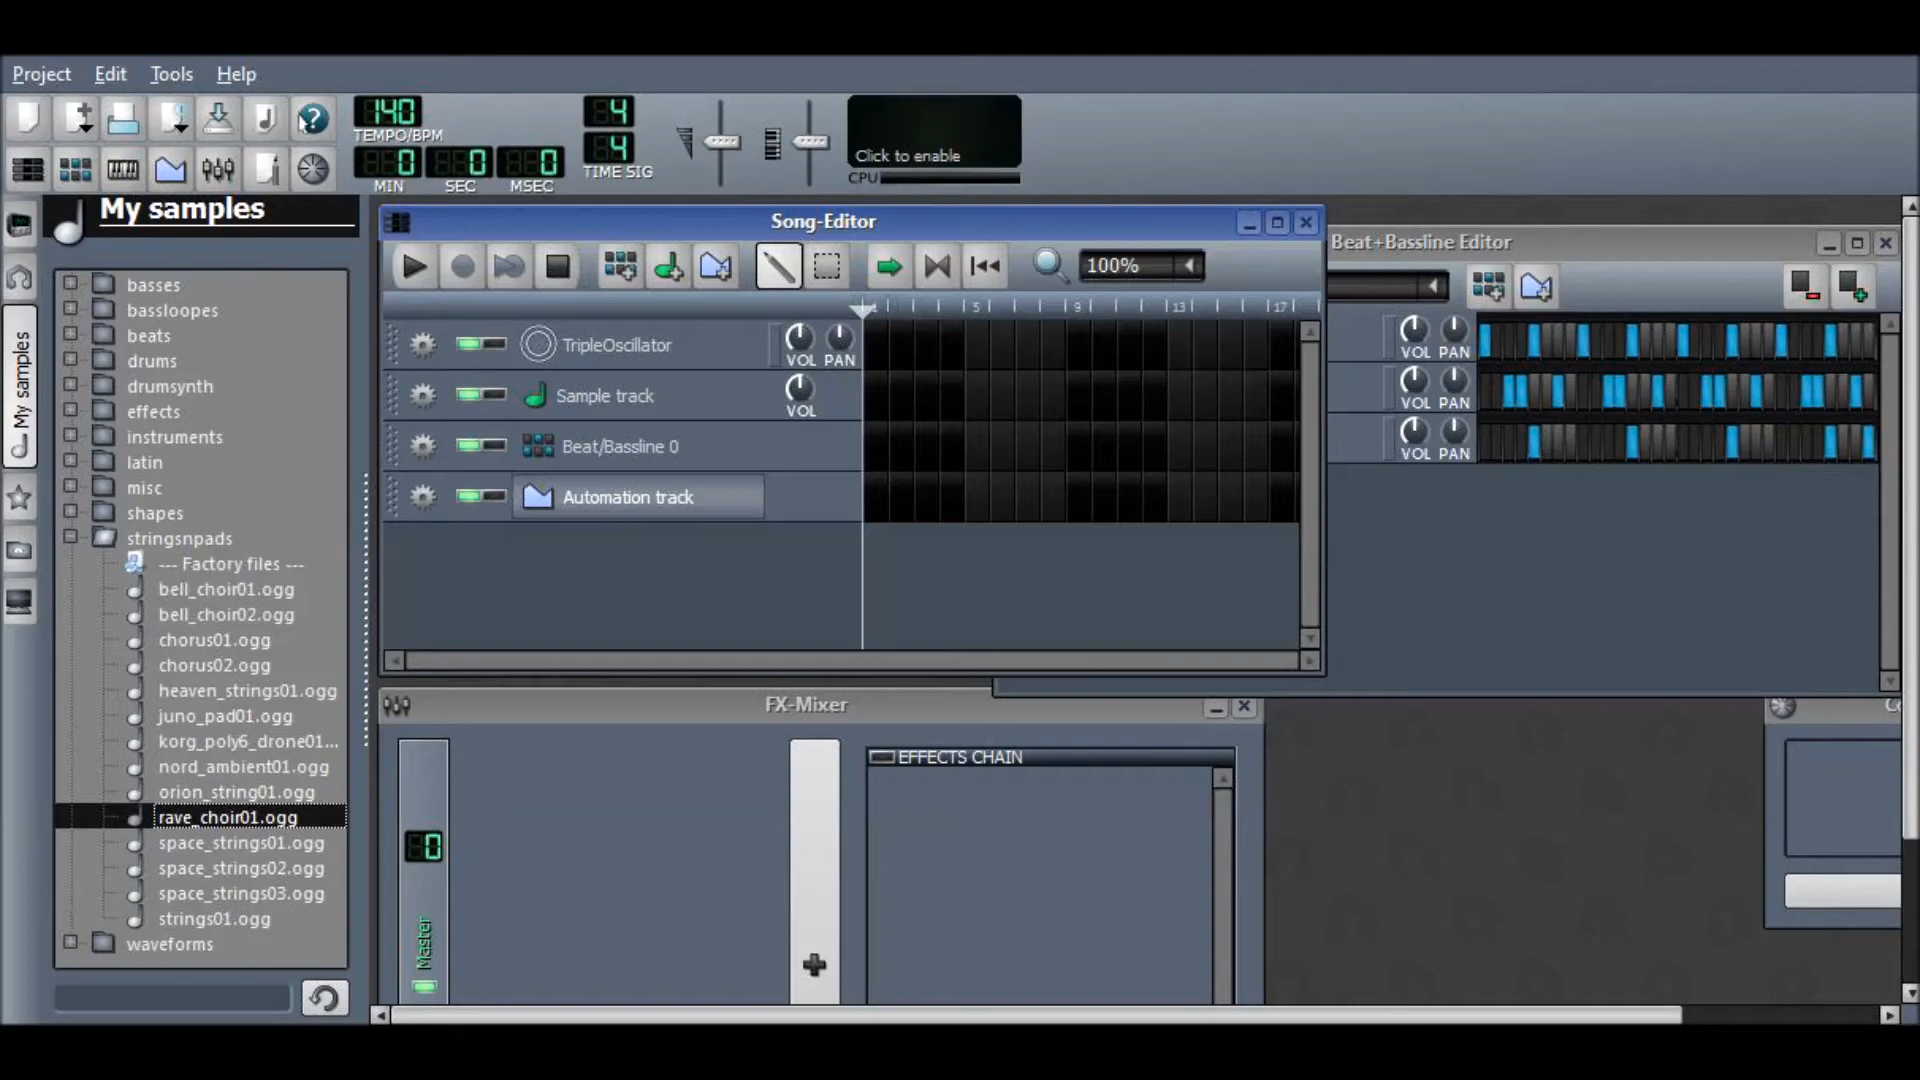 Project Edit Tools Help
140
TEMPO/BPM
4
4
TIME SIG
0 0 0
MIN SEC MSEC
Click to enable
CPU
My samples
My samples
basses
bassloopes
beats
drums
drumsynth
effects
instruments
latin
misc
shapes
stringsnpads
--- Factory files ---
bell_choir01.ogg
bell_choir02.ogg
chorus01.ogg
chorus02.ogg
heaven_strings01.ogg
juno_pad01.ogg
korg_poly6_drone01...
nord_ambient01.ogg
orion_string01.ogg
rave_choir01.ogg
space_strings01.ogg
space_strings02.ogg
space_strings03.ogg
strings01.ogg
waveforms
Song-Editor
100%
1 5 9 13 17
TripleOscillator VOL PAN
Sample track VOL
Beat/Bassline 0
Automation track
Beat+Bassline Editor
VOL PAN
VOL PAN
VOL PAN
FX-Mixer
0
Master
EFFECTS CHAIN